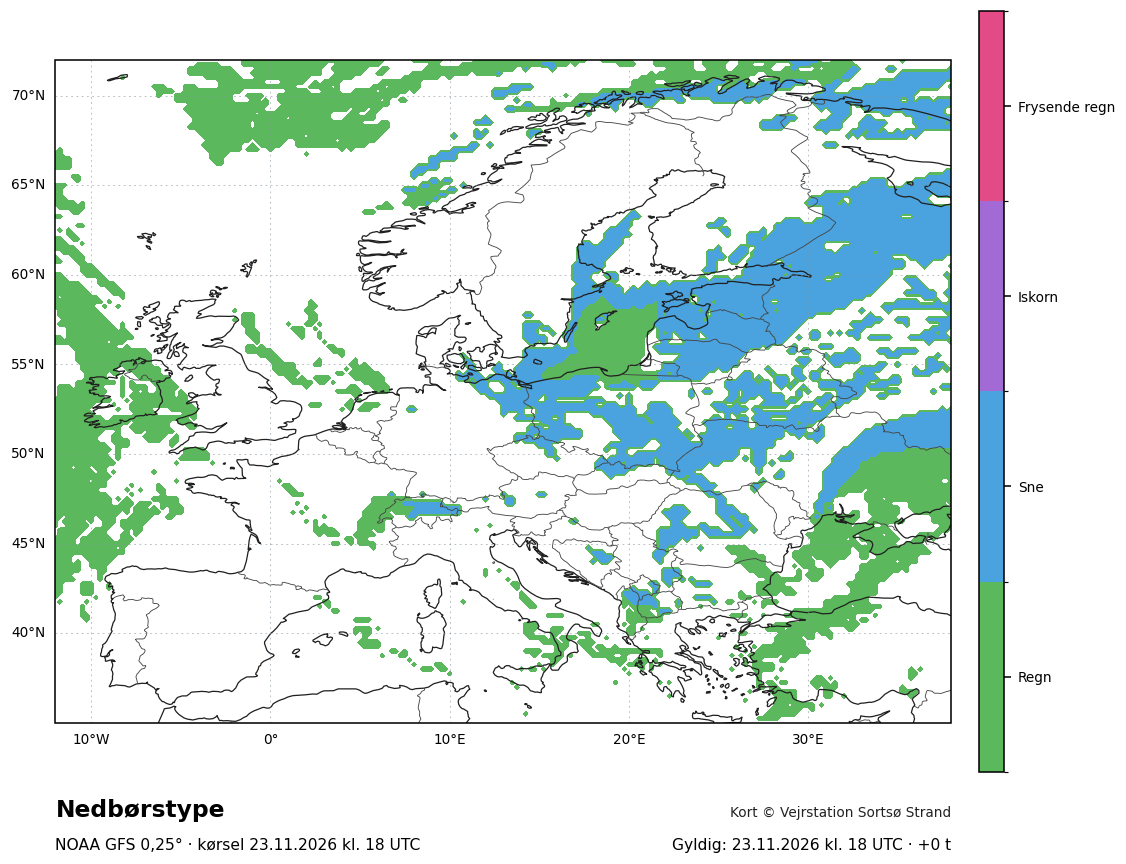 Frysende regn
Iskorn
Sne
Regn
70°N
65°N
60°N
55°N
50°N
45°N
40°N
10°W
0°
10°E
20°E
30°E
Nedbørstype
Kort © Vejrstation Sortsø Strand
NOAA GFS 0,25° · kørsel 23.11.2026 kl. 18 UTC
Gyldig: 23.11.2026 kl. 18 UTC · +0 t